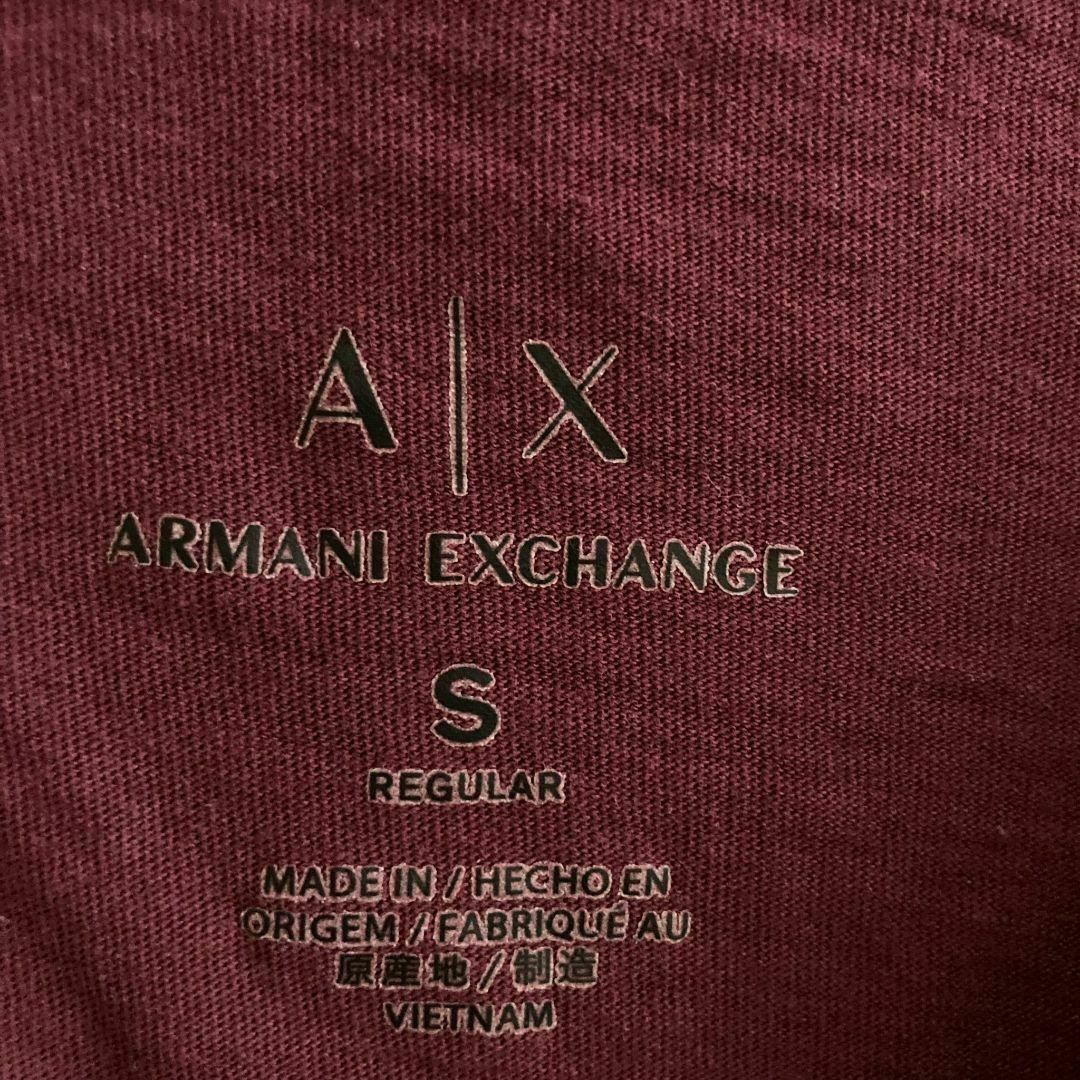 A|X
ARMANI EXCHANGE
S
REGULAR
MADE IN / HECHO EN
ORIGEM / FABRIQUÉ AU
原産地 / 制造
VIETNAM